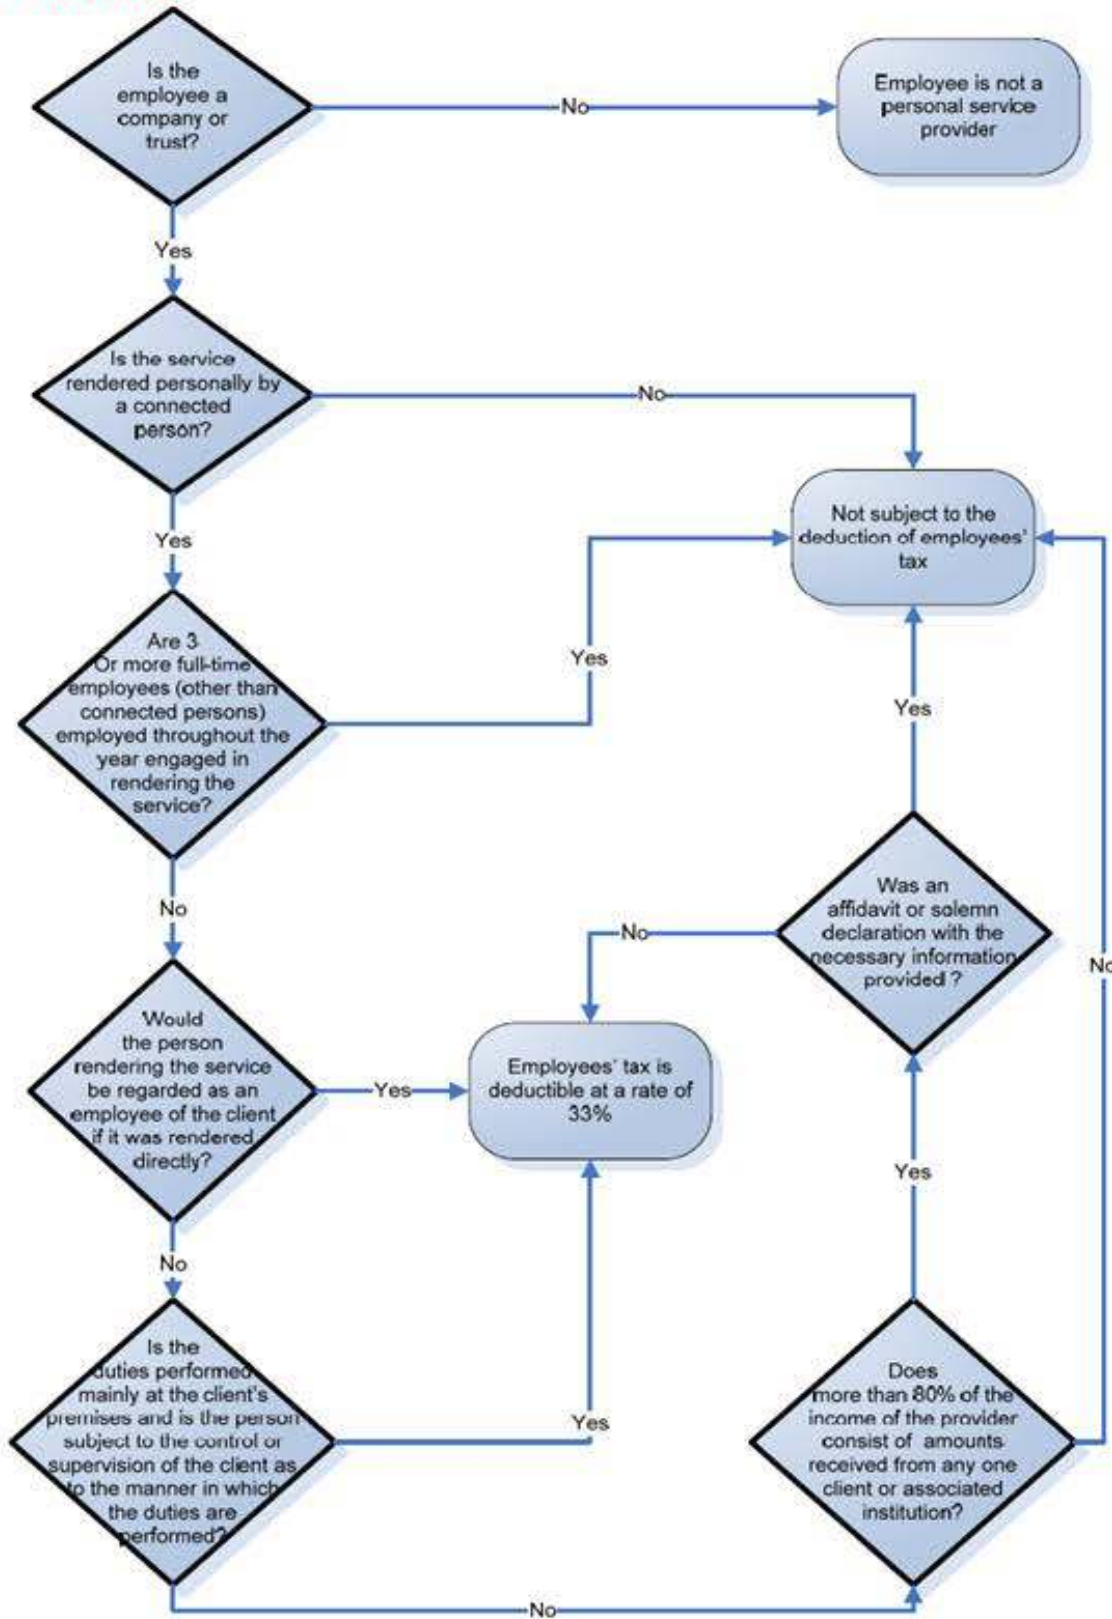 Is the
employee a
company or
trust?
No
Employee is not a
personal service
provider
Yes
Is the service
rendered personally by
a connected
person?
No
Yes
Not subject to the
deduction of employees'
tax
Are 3
Or more full-time
employees (other than
connected persons)
employed throughout the
year engaged in
rendering the
service?
Yes
Yes
No
Was an
affidavit or solemn
declaration with the
necessary information
provided ?
No
No
Would
the person
rendering the service
be regarded as an
employee of the client
if it was rendered
directly?
Yes
Employees' tax is
deductible at a rate of
33%
Yes
No
Is the
duties performed
mainly at the client's
premises and is the person
subject to the control or
supervision of the client as
to the manner in which
the duties are
performed?
Yes
Does
more than 80% of the
income of the provider
consist of amounts
received from any one
client or associated
institution?
No